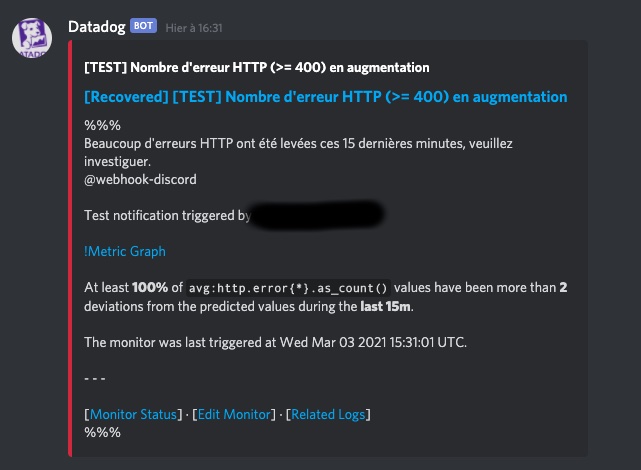 Datadog BOT Hier à 16:31
DATADOG
[TEST] Nombre d'erreur HTTP (>= 400) en augmentation
[Recovered] [TEST] Nombre d'erreur HTTP (>= 400) en augmentation
%%%
Beaucoup d'erreurs HTTP ont été levées ces 15 dernières minutes, veuillez
investiguer.
@webhook-discord
Test notification triggered by
!Metric Graph
At least 100% of avg:http.error{*}.as_count() values have been more than 2
deviations from the predicted values during the last 15m.
The monitor was last triggered at Wed Mar 03 2021 15:31:01 UTC.
- - -
[Monitor Status] · [Edit Monitor] · [Related Logs]
%%%